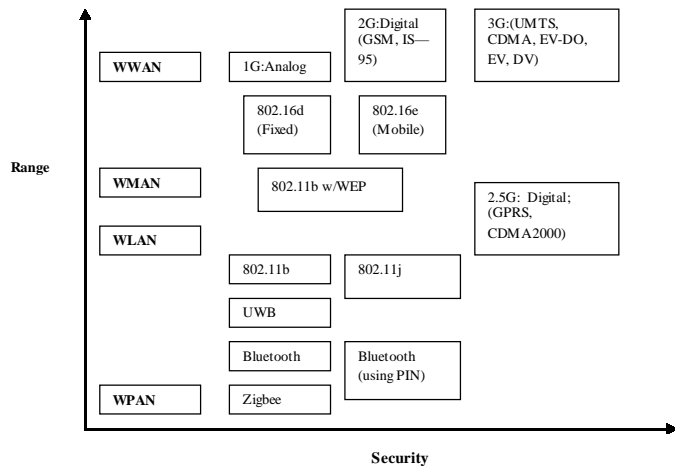 2G:Digital
(GSM, IS—
95)
3G:(UMTS,
CDMA, EV-DO,
EV, DV)
WWAN
1G:Analog
802.16d
(Fixed)
802.16e
(Mobile)
Range
WMAN
802.11b w/WEP
2.5G: Digital;
(GPRS,
CDMA2000)
WLAN
802.11b
802.11j
UWB
Bluetooth
Bluetooth
(using PIN)
WPAN
Zigbee
Security